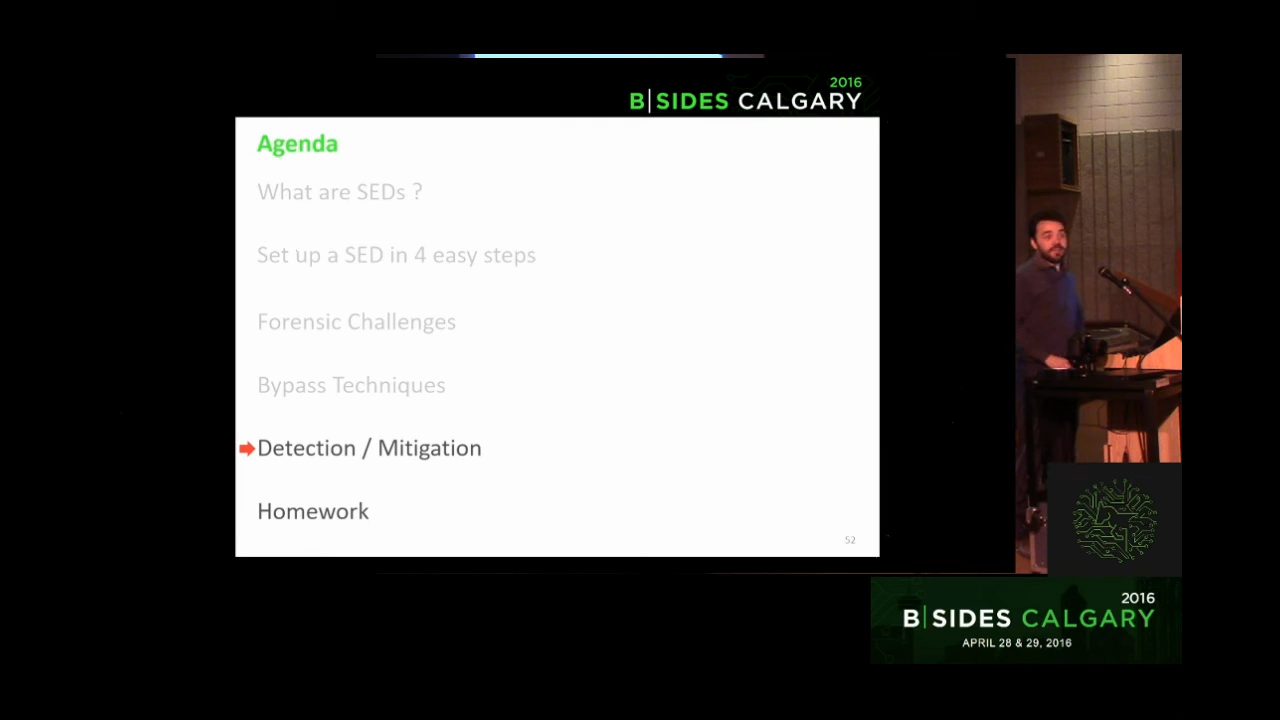 2016
B|SIDES CALGARY
Agenda
What are SEDs ?
Set up a SED in 4 easy steps
Forensic Challenges
Bypass Techniques
Detection / Mitigation
Homework
52
2016
B|SIDES CALGARY
APRIL 28 & 29, 2016